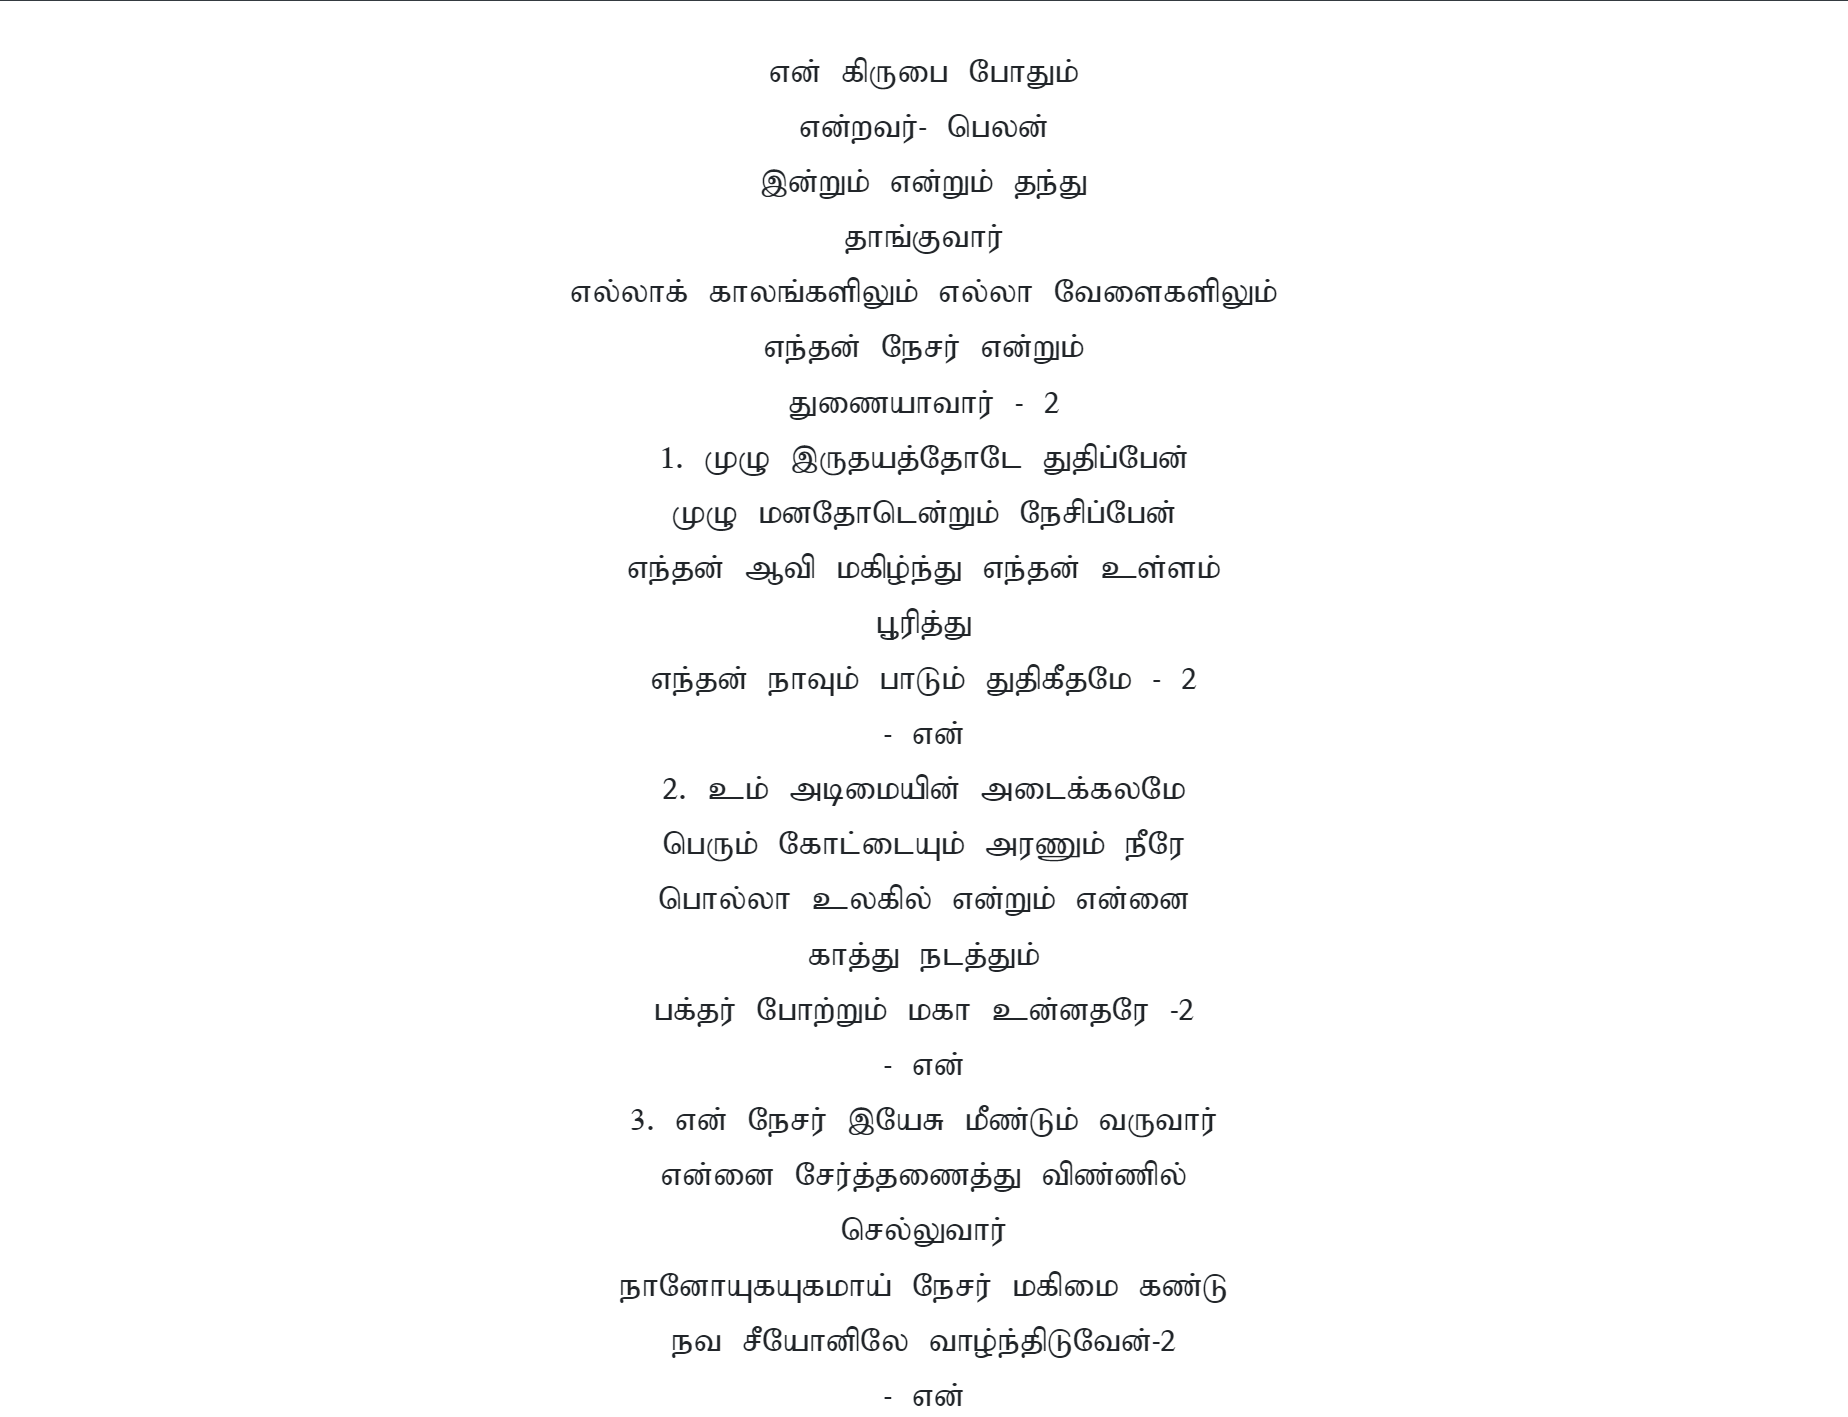 என் கிருபை போதும்
என்றவர்- பெலன்
இன்றும் என்றும் தந்து
தாங்குவார்
எல்லாக் காலங்களிலும் எல்லா வேளைகளிலும்
எந்தன் நேசர் என்றும்
துணையாவார் - 2
1. முழு இருதயத்தோடே துதிப்பேன்
முழு மனதோடென்றும் நேசிப்பேன்
எந்தன் ஆவி மகிழ்ந்து எந்தன் உள்ளம்
பூரித்து
எந்தன் நாவும் பாடும் துதிகீதமே - 2
- என்
2. உம் அடிமையின் அடைக்கலமே
பெரும் கோட்டையும் அரணும் நீரே
பொல்லா உலகில் என்றும் என்னை
காத்து நடத்தும்
பக்தர் போற்றும் மகா உன்னதரே -2
- என்
3. என் நேசர் இயேசு மீண்டும் வருவார்
என்னை சேர்த்தணைத்து விண்ணில்
செல்லுவார்
நானோயுகயுகமாய் நேசர் மகிமை கண்டு
நவ சீயோனிலே வாழ்ந்திடுவேன்-2
- என்